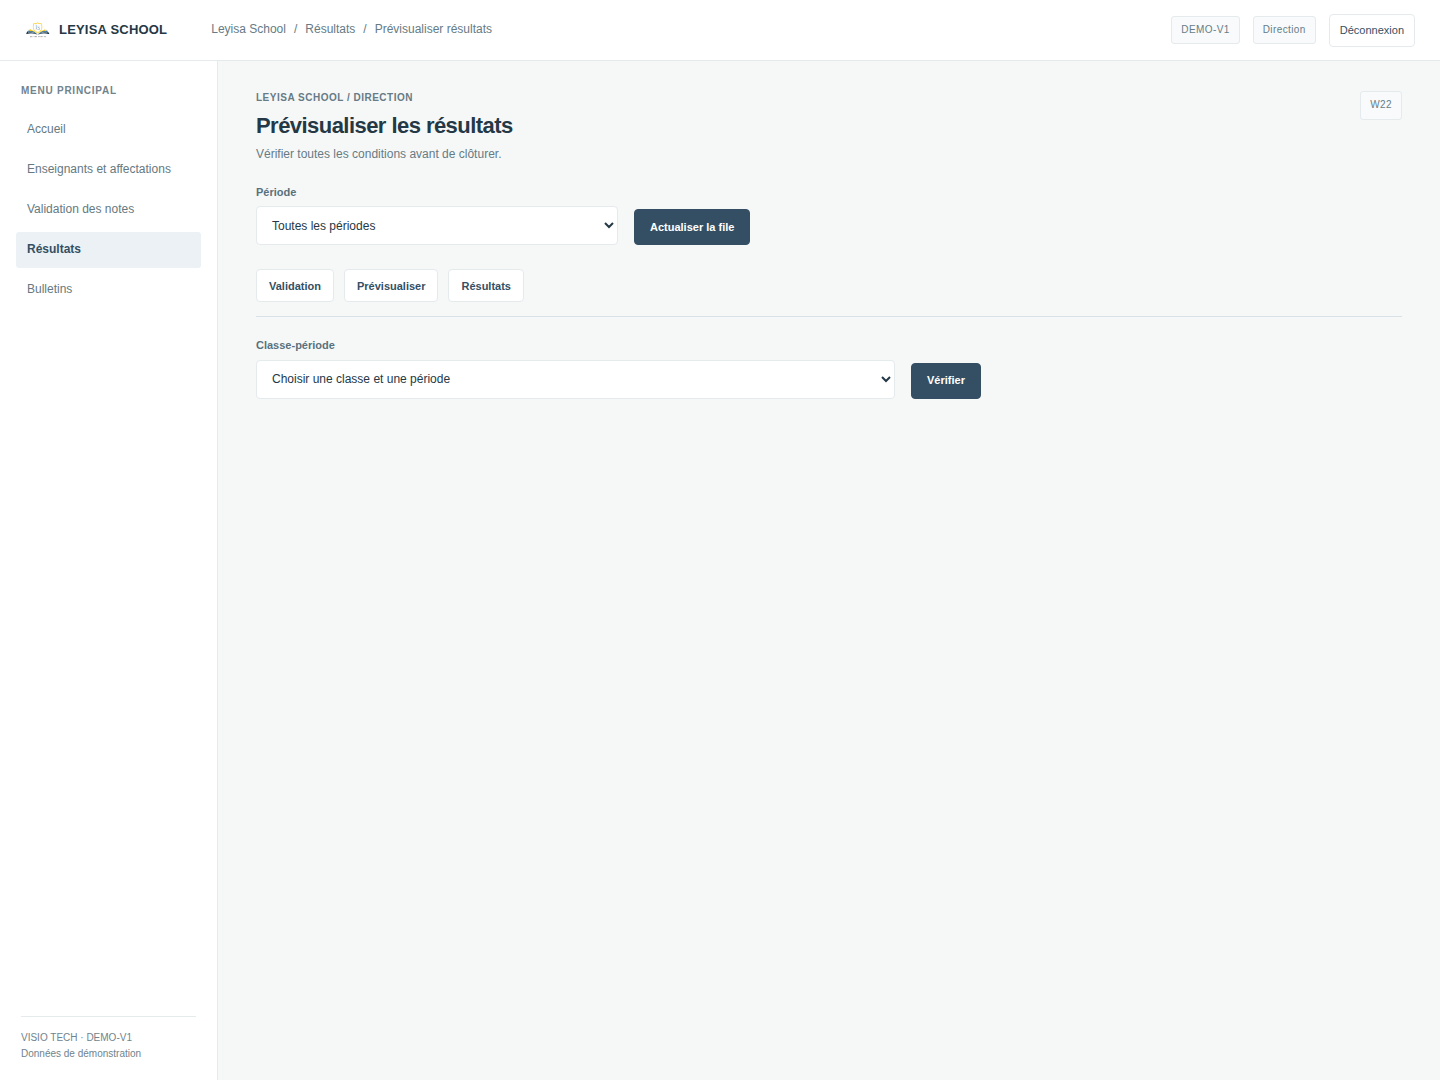 LEYISA SCHOOL
Leyisa School / Résultats / Prévisualiser résultats
DEMO-V1
Direction
Déconnexion
MENU PRINCIPAL
Accueil
Enseignants et affectations
Validation des notes
Résultats
Bulletins
VISIO TECH · DEMO-V1
Données de démonstration
LEYISA SCHOOL / DIRECTION
W22
Prévisualiser les résultats
Vérifier toutes les conditions avant de clôturer.
Période
Toutes les périodes
Actualiser la file
Validation
Prévisualiser
Résultats
Classe-période
Choisir une classe et une période
Vérifier